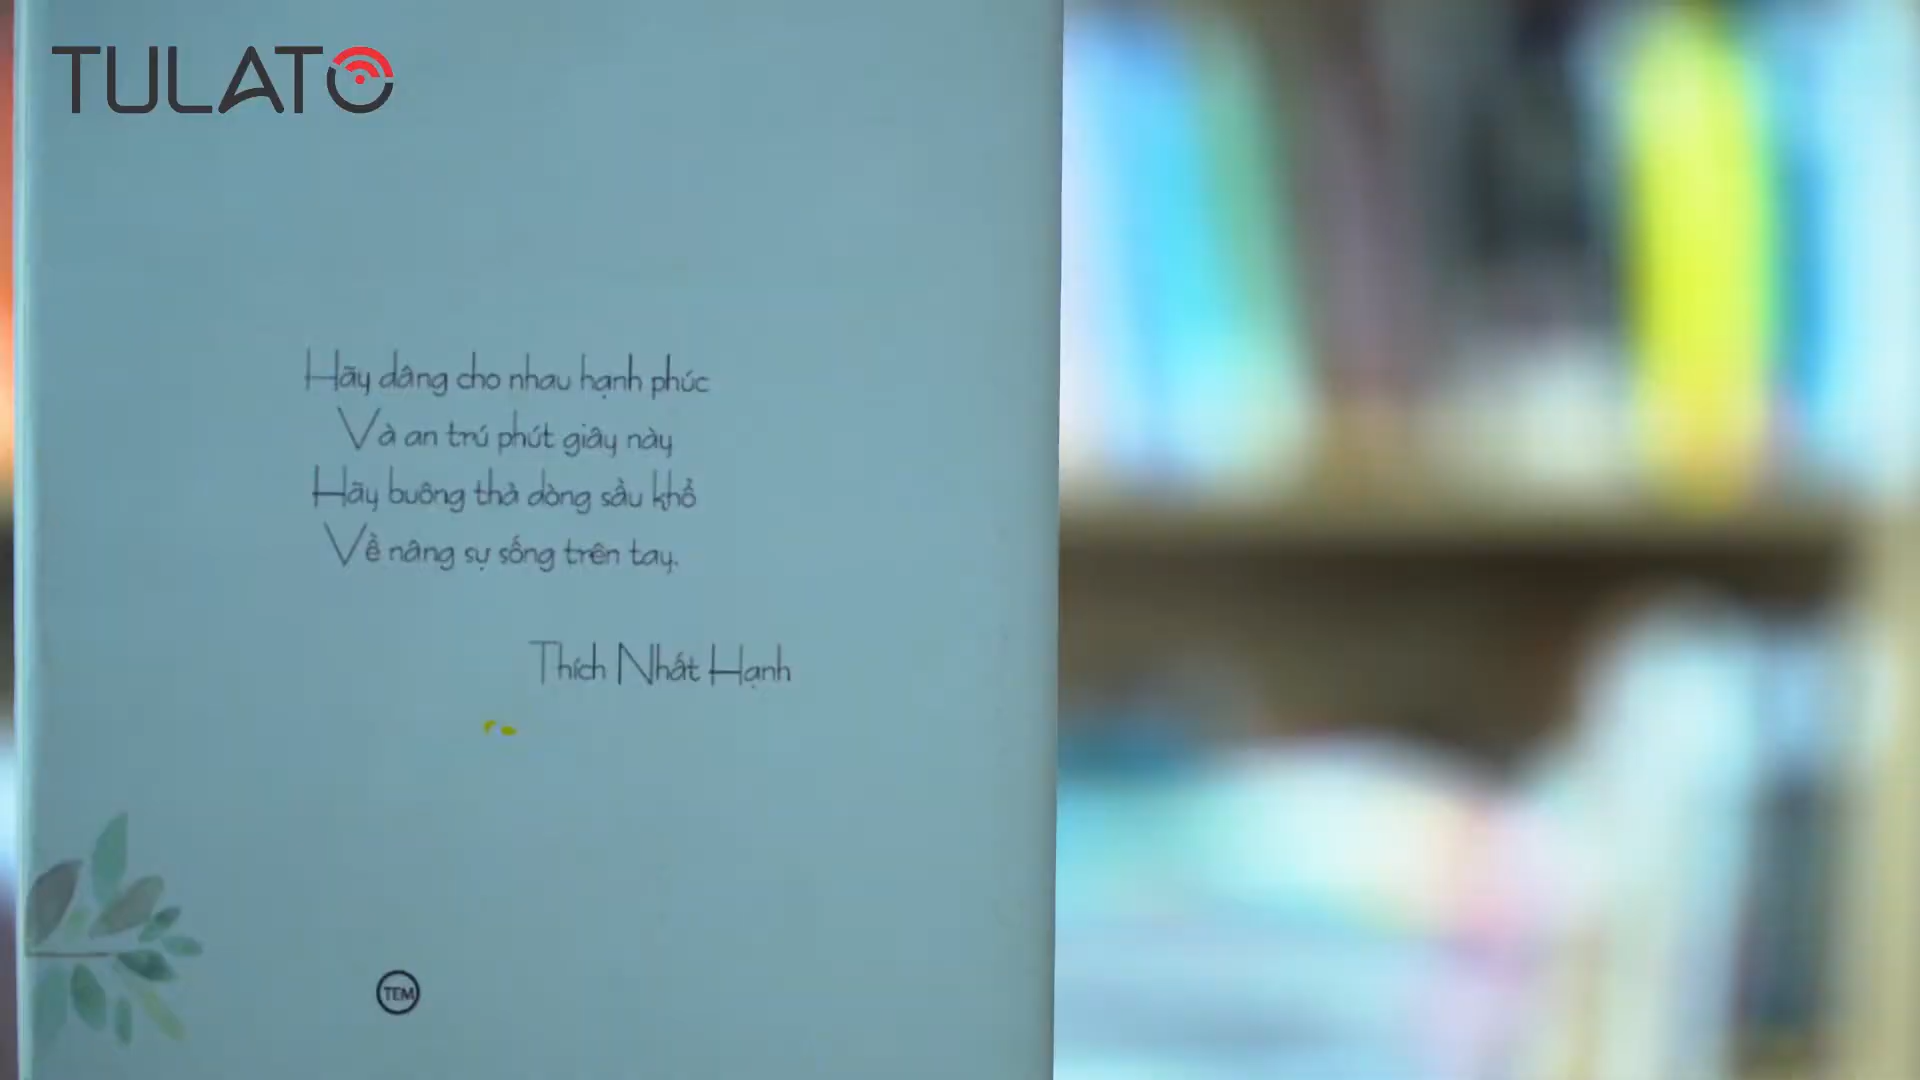 TULATO
Hãy dâng cho nhau hạnh phúc
Và an trú phút giây này
Hãy buông thả dòng sầu khổ
Về nâng sự sống trên tay.
Thích Nhất Hạnh
TEM